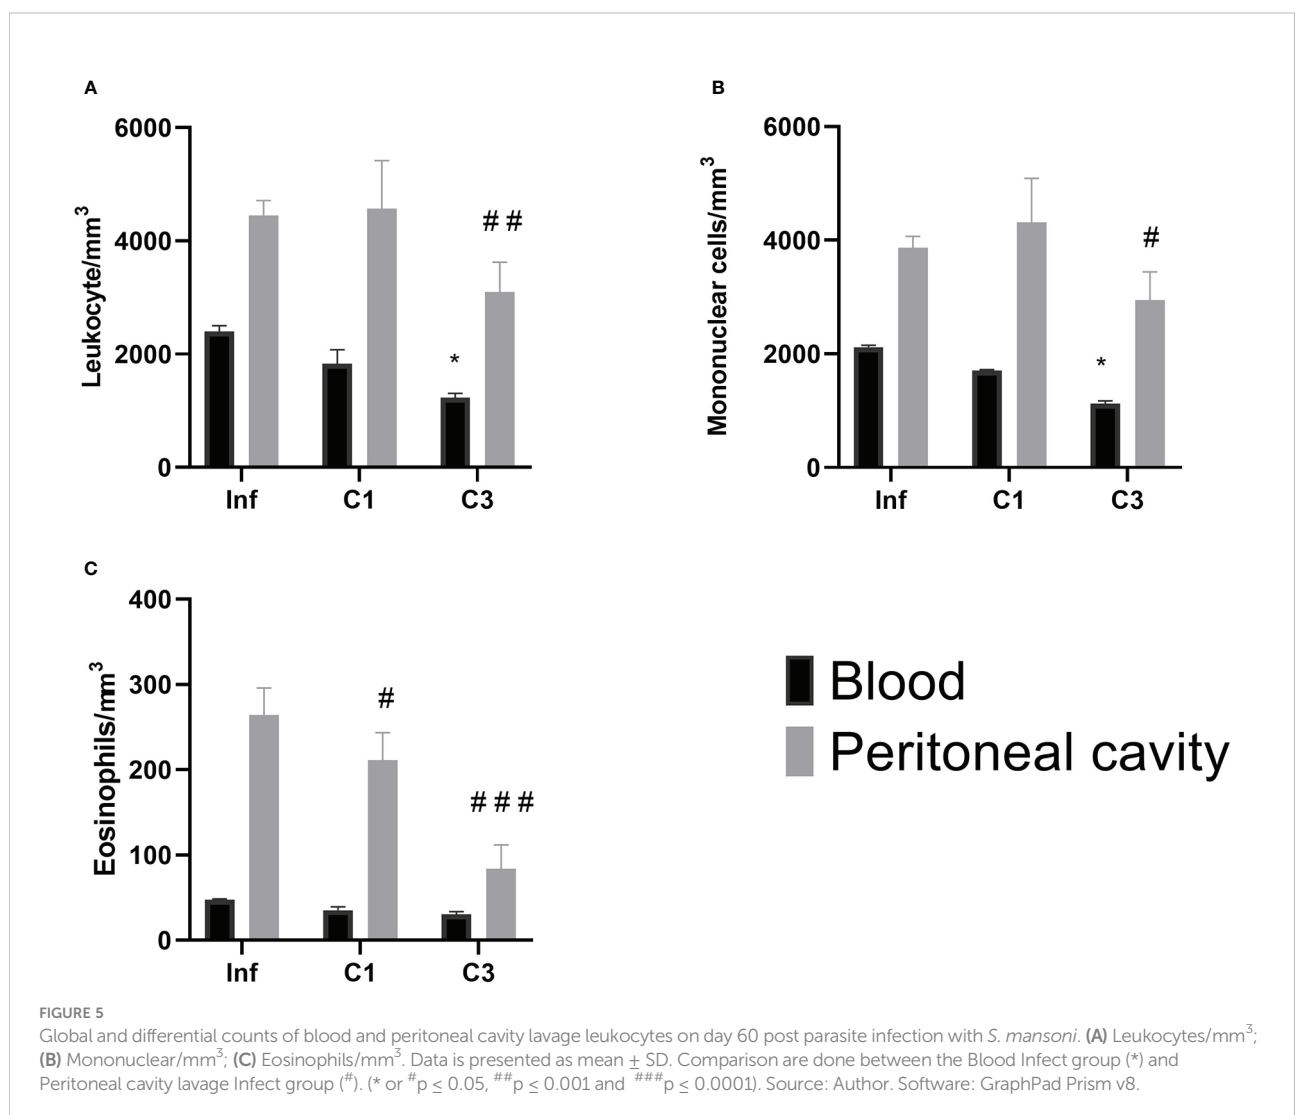 A
Leukocyte/mm³
6000
4000
2000
0
##
*
Inf C1 C3
B
Mononuclear cells/mm³
6000
4000
2000
0
#
*
Inf C1 C3
C
Eosinophils/mm³
400
300
200
100
0
#
# # #
Inf C1 C3
Blood
Peritoneal cavity
FIGURE 5
Global and differential counts of blood and peritoneal cavity lavage leukocytes on day 60 post parasite infection with S. mansoni. (A) Leukocytes/mm³;
(B) Mononuclear/mm³; (C) Eosinophils/mm³. Data is presented as mean ± SD. Comparison are done between the Blood Infect group (*) and
Peritoneal cavity lavage Infect group (#). (* or #p ≤ 0.05, ##p ≤ 0.001 and ###p ≤ 0.0001). Source: Author. Software: GraphPad Prism v8.